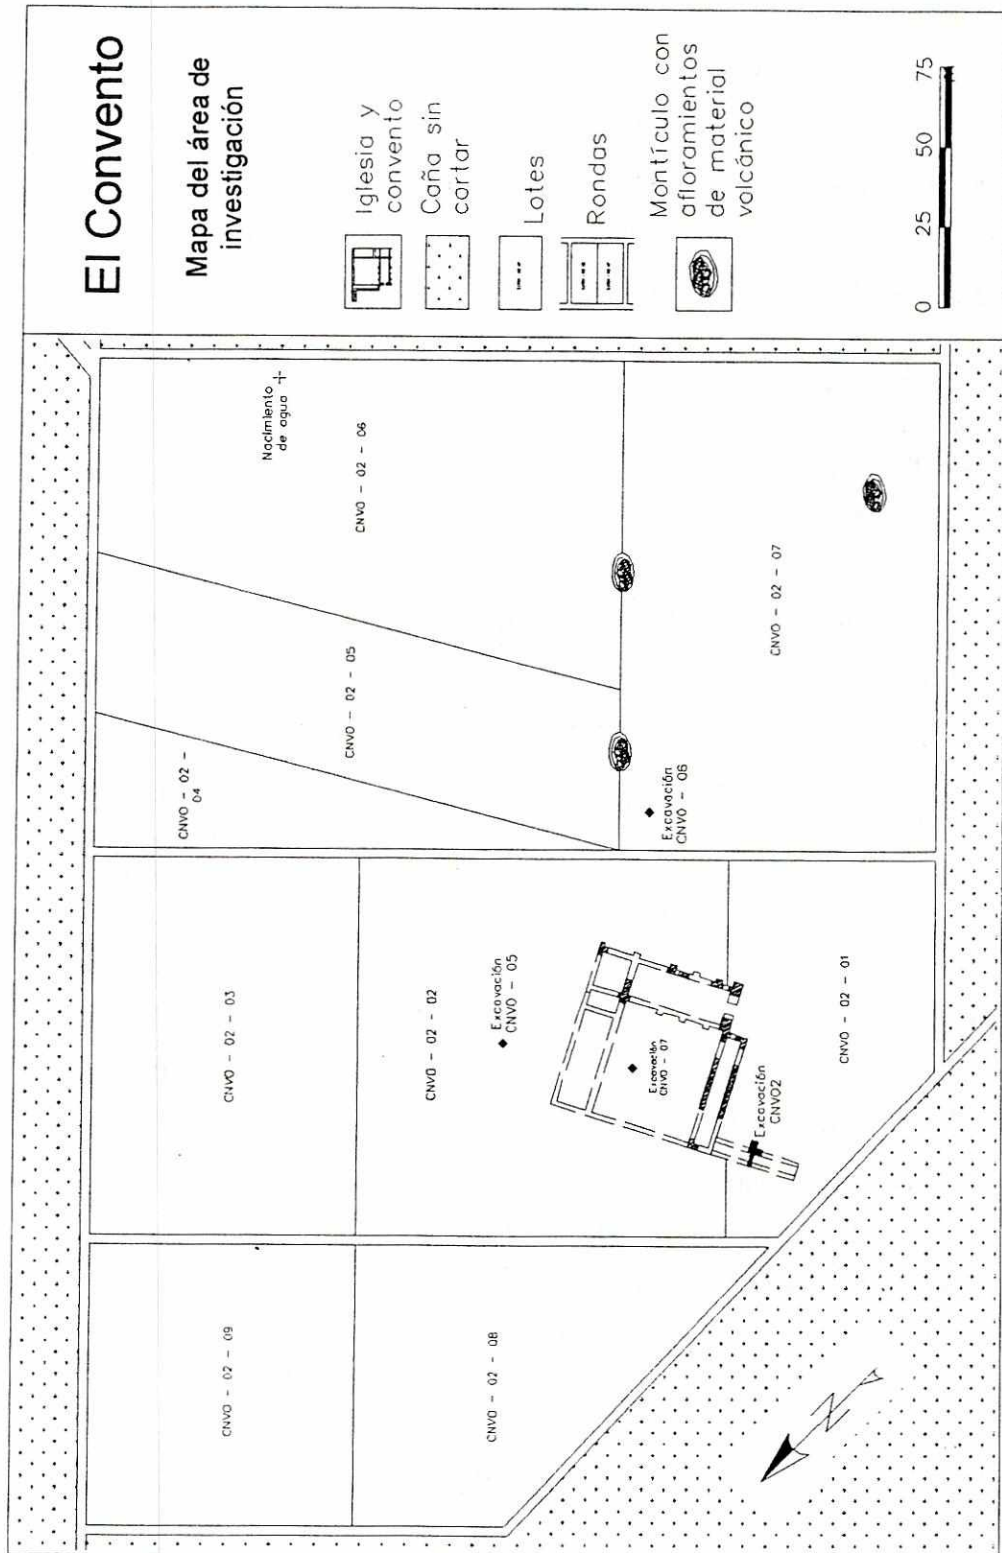 El Convento
Mapa del área de
investigación
Iglesia y
convento
Caña sin
cortar
Lotes
Rondas
Montículo con
afloramientos
de material
volcánico
0 25 50 75
Nacimiento
de agua
CNVO - 02 - 06
CNVO - 02 - 05
CNVO - 02 -
04
CNVO - 02 - 07
Excavación
CNVO - 06
CNVO - 02 - 03
CNVO - 02 - 02
Excavación
CNVO - 05
Excavación
CNVO - 07
Excavación
CNVO2
CNVO - 02 - 01
CNVO - 02 - 09
CNVO - 02 - 08
N